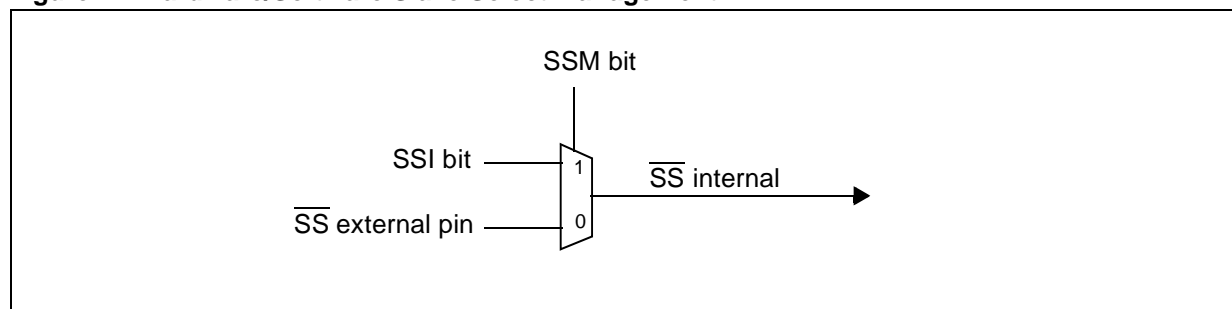 SSM bit
SSI bit
1
SS internal
SS external pin
0